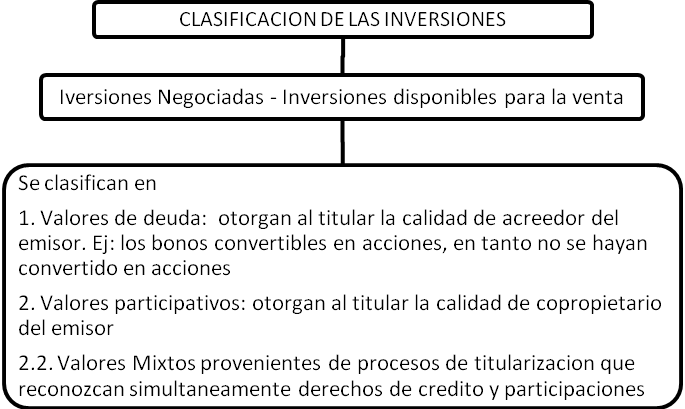 CLASIFICACION DE LAS INVERSIONES
Iversiones Negociadas - Inversiones disponibles para la venta
Se clasifican en
1. Valores de deuda:  otorgan al titular la calidad de acreedor del
emisor. Ej: los bonos convertibles en acciones, en tanto no se hayan
convertido en acciones
2. Valores participativos: otorgan al titular la calidad de copropietario
del emisor
2.2. Valores Mixtos provenientes de procesos de titularizacion que
reconozcan simultaneamente derechos de credito y participaciones